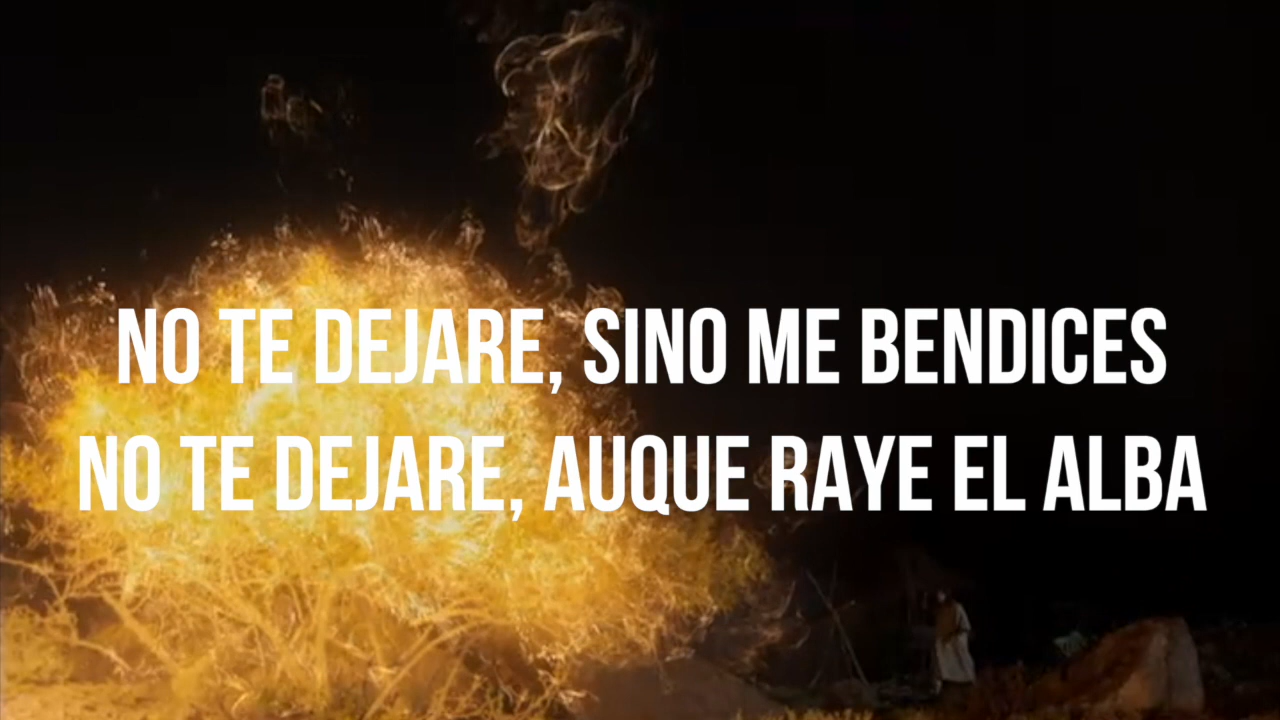 NO TE DEJARE, SINO ME BENDICES
NO TE DEJARE, AUQUE RAYE EL ALBA